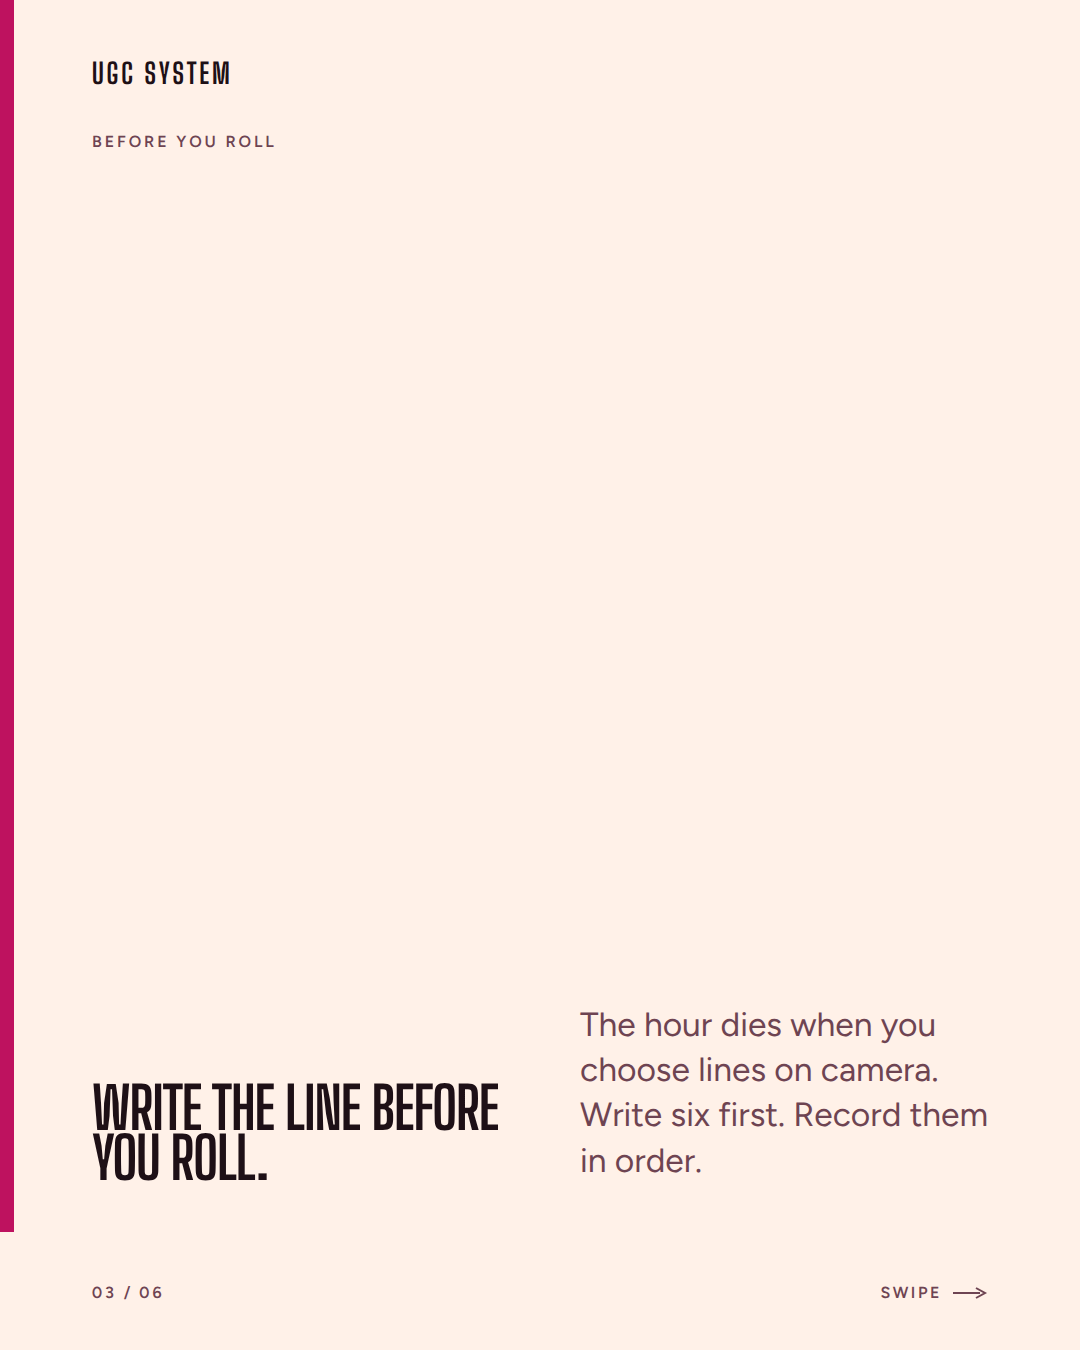 UGC SYSTEM
BEFORE YOU ROLL
WRITE THE LINE BEFORE
YOU ROLL.
The hour dies when you
choose lines on camera.
Write six first. Record them
in order.
03 / 06
SWIPE